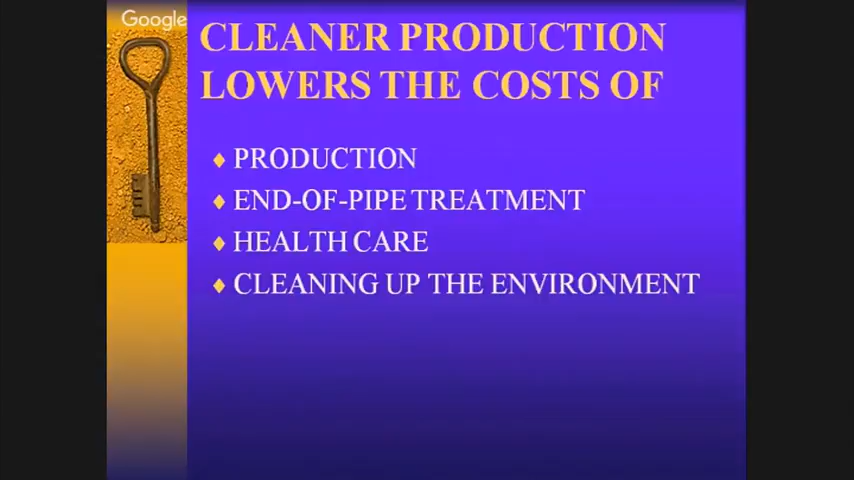 Google
CLEANER PRODUCTION
LOWERS THE COSTS OF
PRODUCTION
END-OF-PIPE TREATMENT
HEALTH CARE
CLEANING UP THE ENVIRONMENT